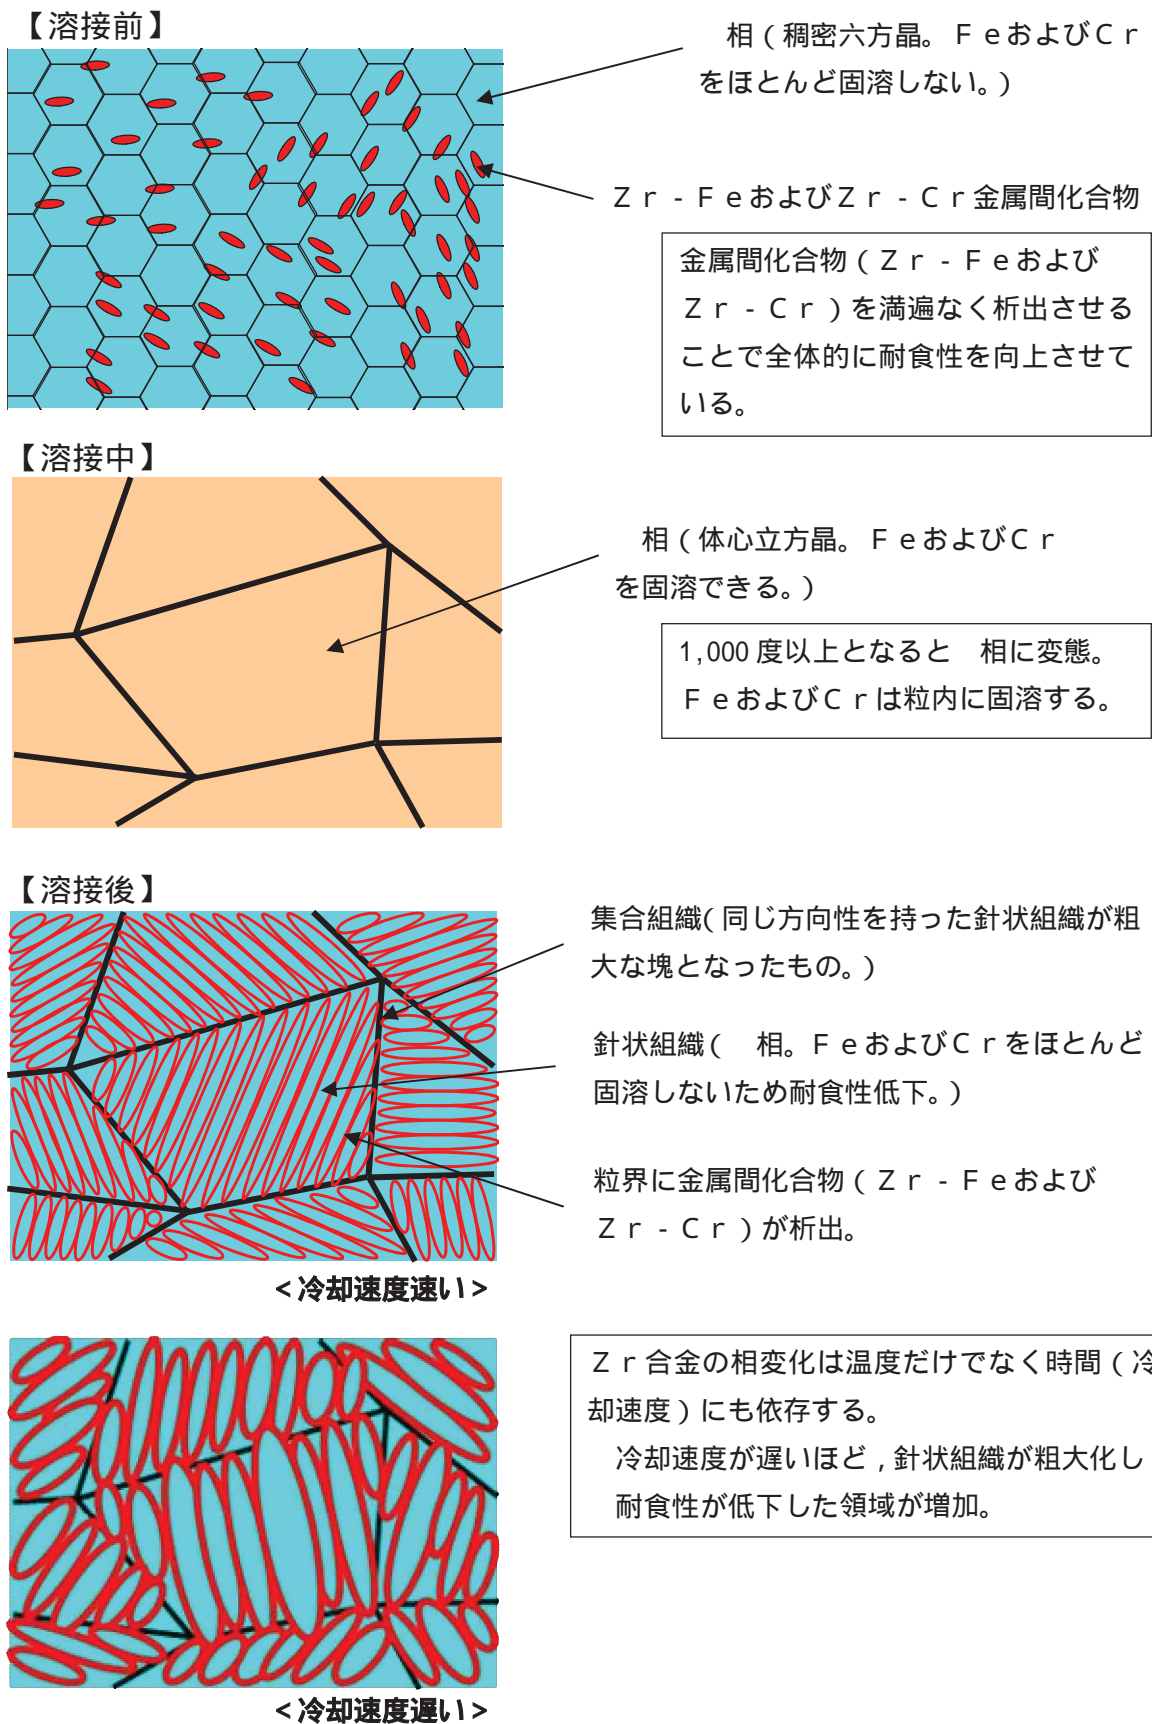 【溶接前】
相（稠密六方晶。ＦｅおよびＣｒ
をほとんど固溶しない。）
Ｚｒ‐ＦｅおよびＺｒ‐Ｃｒ金属間化合物
金属間化合物（Ｚｒ‐Ｆｅおよび
Ｚｒ‐Ｃｒ）を満遍なく析出させる
ことで全体的に耐食性を向上させて
いる。
【溶接中】
相（体心立方晶。ＦｅおよびＣｒ
を固溶できる。）
1,000度以上となると　相に変態。
ＦｅおよびＣｒは粒内に固溶する。
【溶接後】
集合組織（同じ方向性を持った針状組織が粗
大な塊となったもの。）
針状組織（　相。ＦｅおよびＣｒをほとんど
固溶しないため耐食性低下。）
粒界に金属間化合物（Ｚｒ‐Ｆｅおよび
Ｚｒ‐Ｃｒ）が析出。
＜冷却速度速い＞
Ｚｒ合金の相変化は温度だけでなく時間（冷
却速度）にも依存する。
冷却速度が遅いほど，針状組織が粗大化し
耐食性が低下した領域が増加。
＜冷却速度遅い＞